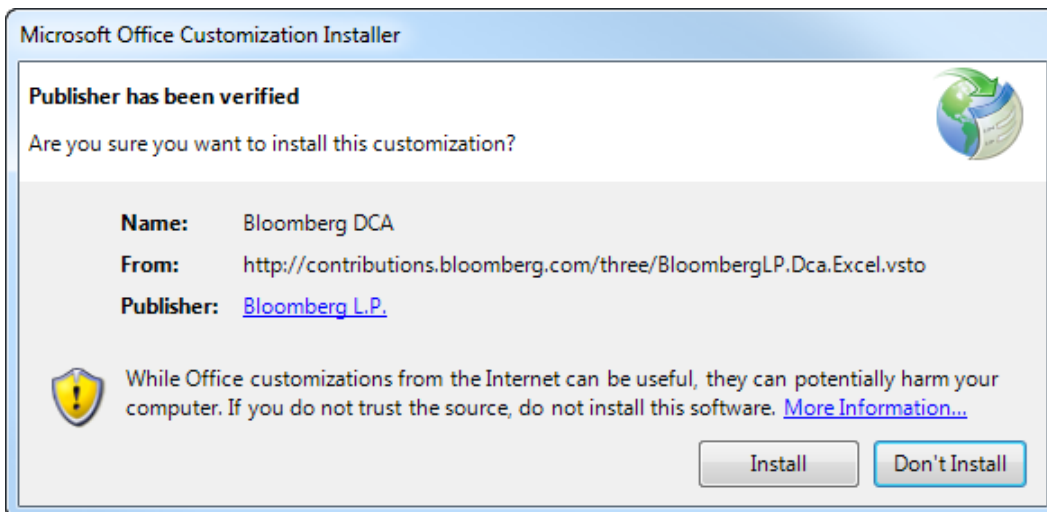 Microsoft Office Customization Installer
Publisher has been verified
Are you sure you want to install this customization?
Name: Bloomberg DCA
From: http://contributions.bloomberg.com/three/BloombergLP.Dca.Excel.vsto
Publisher: Bloomberg L.P.
While Office customizations from the Internet can be useful, they can potentially harm your
computer. If you do not trust the source, do not install this software. More Information...
Install Don't Install